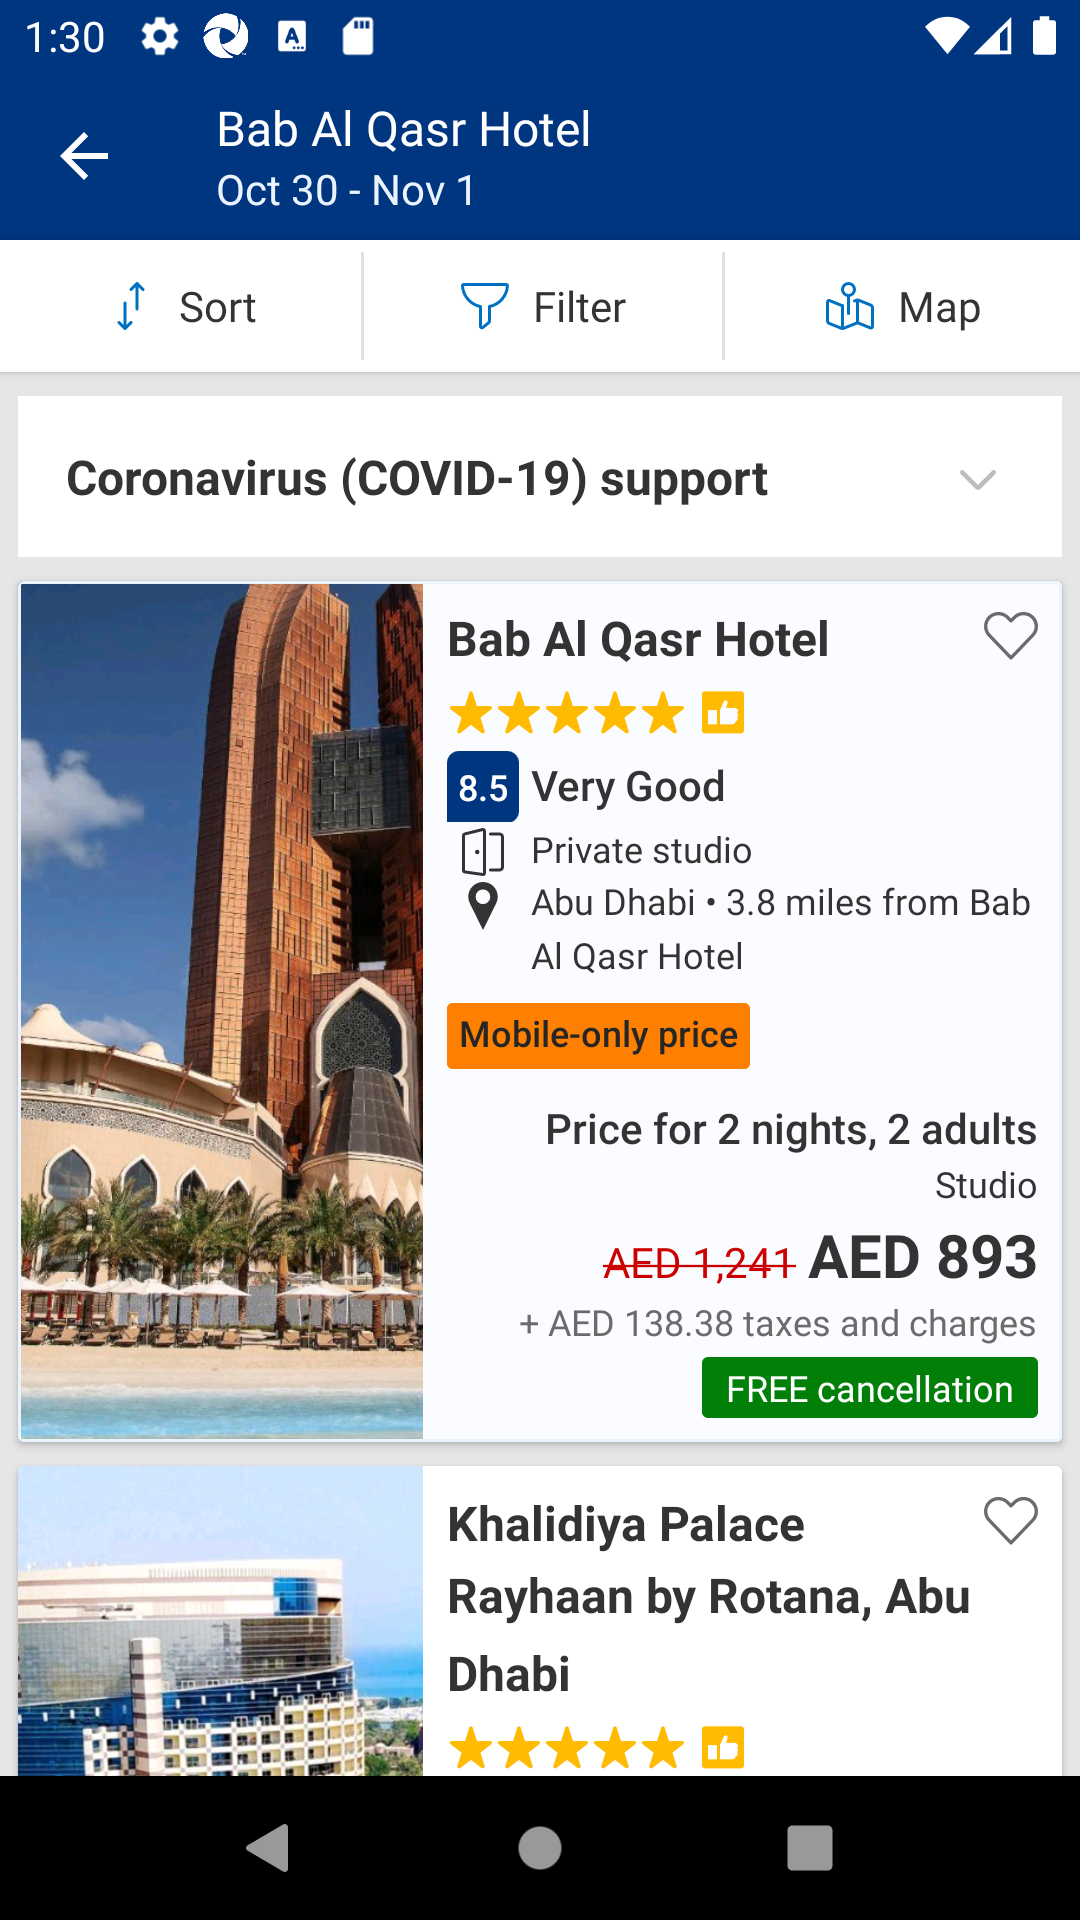 1:30
Bab Al Qasr Hotel
Oct 30 - Nov 1
Sort
Filter
Map
Coronavirus (COVID-19) support
Bab Al Qasr Hotel
8.5 Very Good
Private studio
Abu Dhabi • 3.8 miles from Bab
Al Qasr Hotel
Mobile-only price
Price for 2 nights, 2 adults
Studio
AED 1,241 AED 893
+ AED 138.38 taxes and charges
FREE cancellation
Khalidiya Palace
Rayhaan by Rotana, Abu
Dhabi